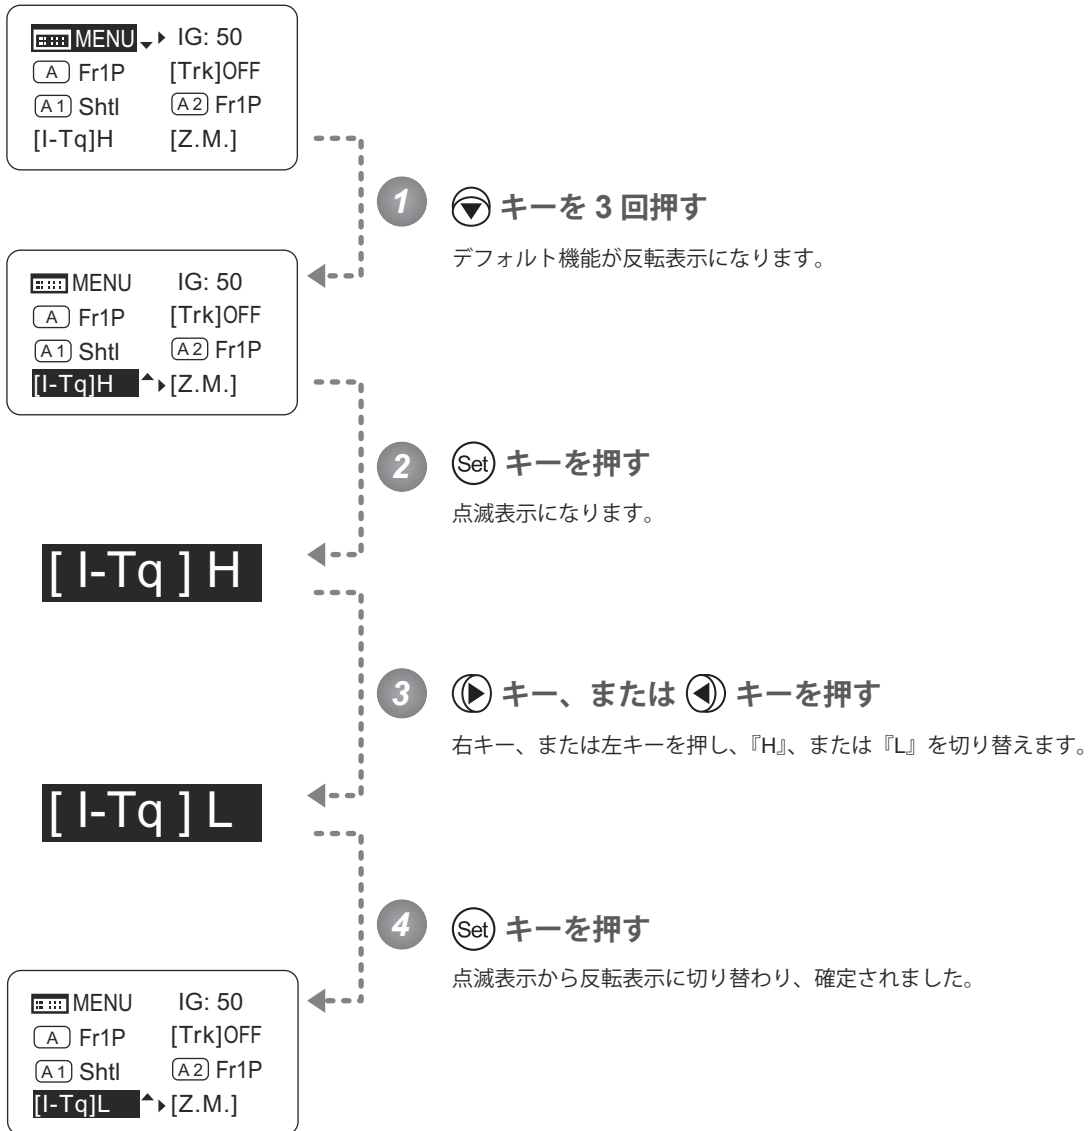 MENU IG: 50
A Fr1P [Trk]OFF
A1 Shtl A2 Fr1P
[I-Tq]H [Z.M.]
1 キーを 3 回押す
デフォルト機能が反転表示になります。
MENU IG: 50
A Fr1P [Trk]OFF
A1 Shtl A2 Fr1P
[I-Tq]H [Z.M.]
2 Set キーを押す
点滅表示になります。
[ I-Tq ] H
3 キー、または キーを押す
右キー、または左キーを押し、『H』、または『L』を切り替えます。
[ I-Tq ] L
4 Set キーを押す
点滅表示から反転表示に切り替わり、確定されました。
MENU IG: 50
A Fr1P [Trk]OFF
A1 Shtl A2 Fr1P
[I-Tq]L [Z.M.]